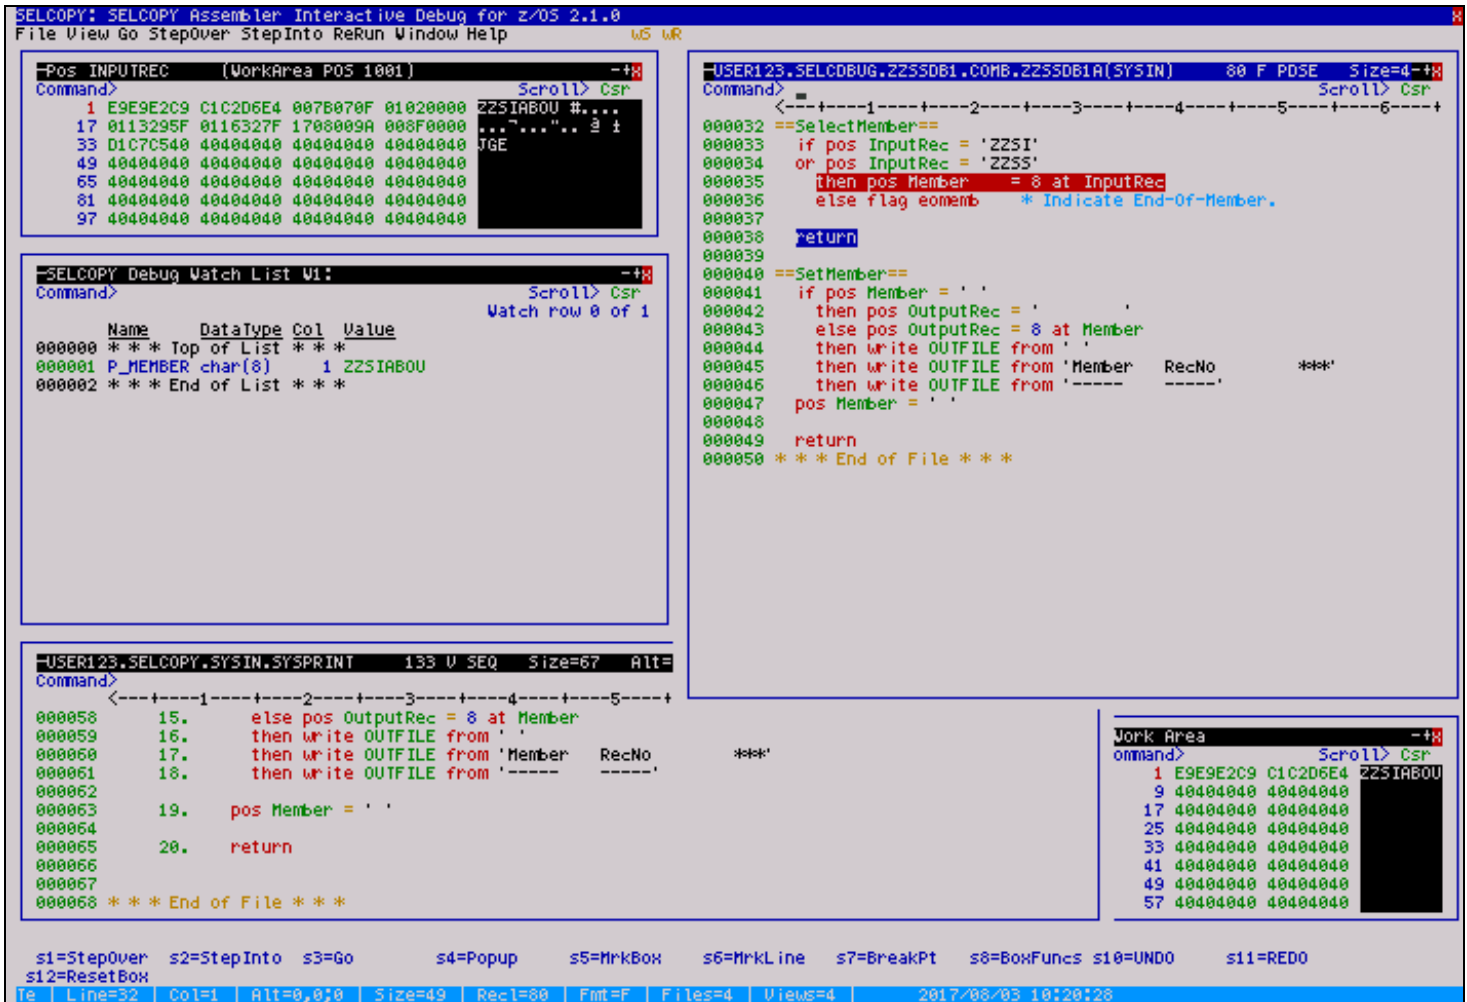 SELCOPY: SELCOPY Assembler Interactive Debug for z/OS 2.1.0 x
File View Go StepOver StepInto ReRun Window Help wS wR
Pos INPUTREC (WorkArea POS 1001) -+x
Command> Scroll> Csr
1 E9E9E2C9 C1C2D6E4 007B070F 01020000 ZZSIABOU #....
17 0113295F 0116327F 1708009A 008F0000 ...¬..."..
33 D1C7C540 40404040 40404040 40404040 JGE
49 40404040 40404040 40404040 40404040
65 40404040 40404040 40404040 40404040
81 40404040 40404040 40404040 40404040
97 40404040 40404040 40404040 40404040
SELCOPY Debug Watch List W1: -+x
Command> Scroll> Csr
Watch row 0 of 1
Name DataType Col Value
000000 * * * Top of List * * *
000001 P_MEMBER char(8) 1 ZZSIABOU
000002 * * * End of List * * *
USER123.SELCDBUG.ZZSSDB1.COMB.ZZSSDB1A(SYSIN) 80 F PDSE Size=4-+x
Command> _ Scroll> Csr
<---+----1----+----2----+----3----+----4----+----5----+----6----+
000032 ==SelectMember==
000033 if pos InputRec = 'ZZSI'
000034 or pos InputRec = 'ZZSS'
000035 then pos Member = 8 at InputRec
000036 else flag eomemb * Indicate End-Of-Member.
000037
000038 return
000039
000040 ==SetMember==
000041 if pos Member = ' '
000042 then pos OutputRec = ' '
000043 else pos OutputRec = 8 at Member
000044 then write OUTFILE from ' '
000045 then write OUTFILE from 'Member RecNo ***'
000046 then write OUTFILE from '----- -----'
000047 pos Member = ' '
000048
000049 return
000050 * * * End of File * * *
USER123.SELCOPY.SYSIN.SYSPRINT 133 V SEQ Size=67 Alt=
Command>
<---+----1----+----2----+----3----+----4----+----5----+
000058 15. else pos OutputRec = 8 at Member
000059 16. then write OUTFILE from ' '
000060 17. then write OUTFILE from 'Member RecNo ***'
000061 18. then write OUTFILE from '----- -----'
000062
000063 19. pos Member = ' '
000064
000065 20. return
000066
000067
000068 * * * End of File * * *
Work Area -+x
ommand> Scroll> Csr
1 E9E9E2C9 C1C2D6E4 ZZSIABOU
9 40404040 40404040
17 40404040 40404040
25 40404040 40404040
33 40404040 40404040
41 40404040 40404040
49 40404040 40404040
57 40404040 40404040
s1=StepOver s2=StepInto s3=Go s4=Popup s5=MrkBox s6=MrkLine s7=BreakPt s8=BoxFuncs s10=UNDO s11=REDO
s12=ResetBox
Te | Line=32 | Col=1 | Alt=0,0;0 | Size=49 | Recl=80 | Fmt=F | Files=4 | Views=4 | 2017/08/03 10:20:28